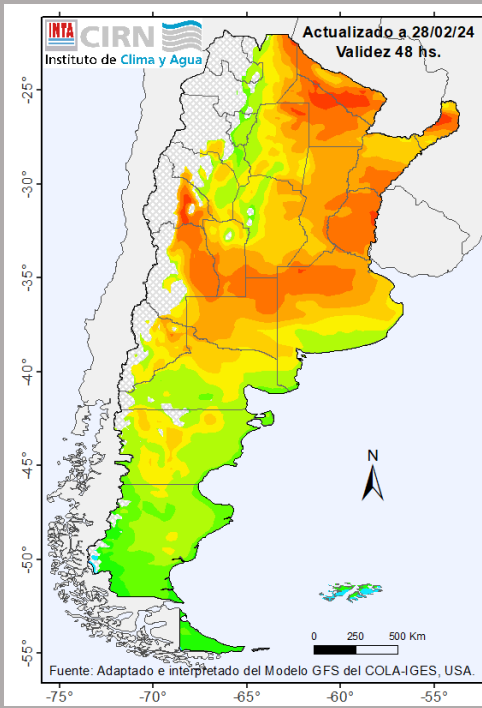 INTA CIRN
Instituto de Clima y Agua
Actualizado a 28/02/24
Validez 48 hs.
-25°
-30°
-35°
-40°
-45°
-50°
-55°
N
0 250 500 Km
Fuente: Adaptado e interpretado del Modelo GFS del COLA-IGES, USA.
-75° -70° -65° -60° -55°